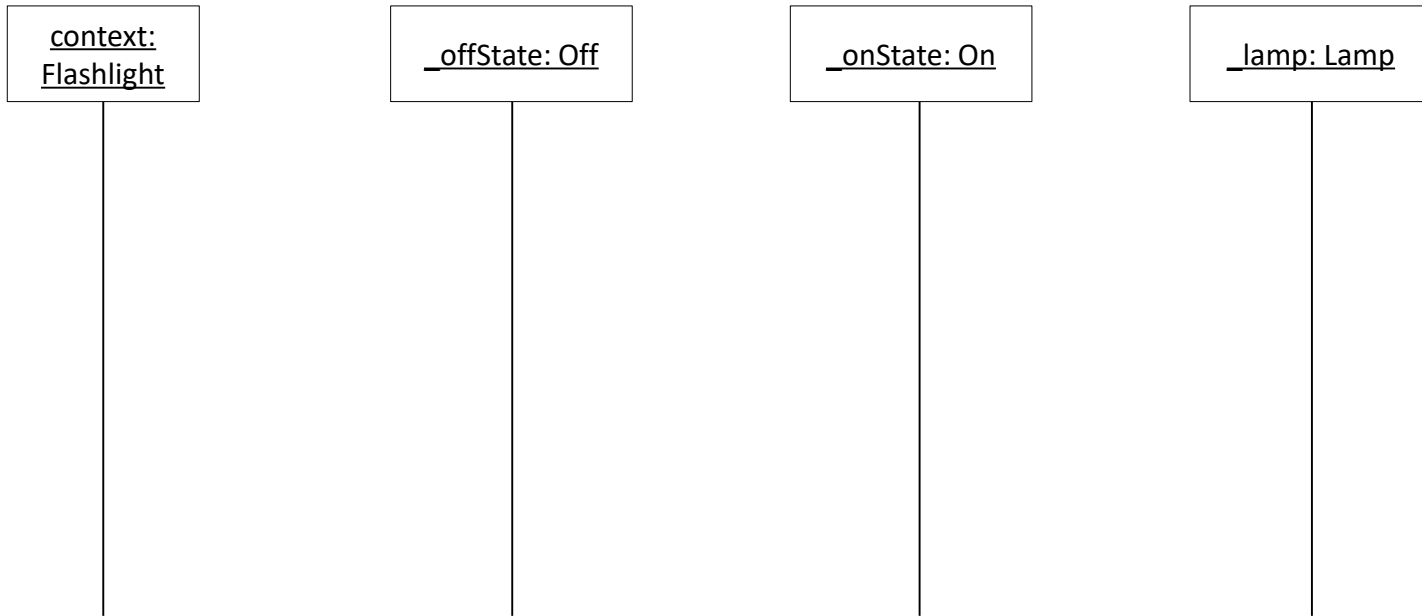 context:
Flashlight
_offState: Off
_onState: On
_lamp: Lamp